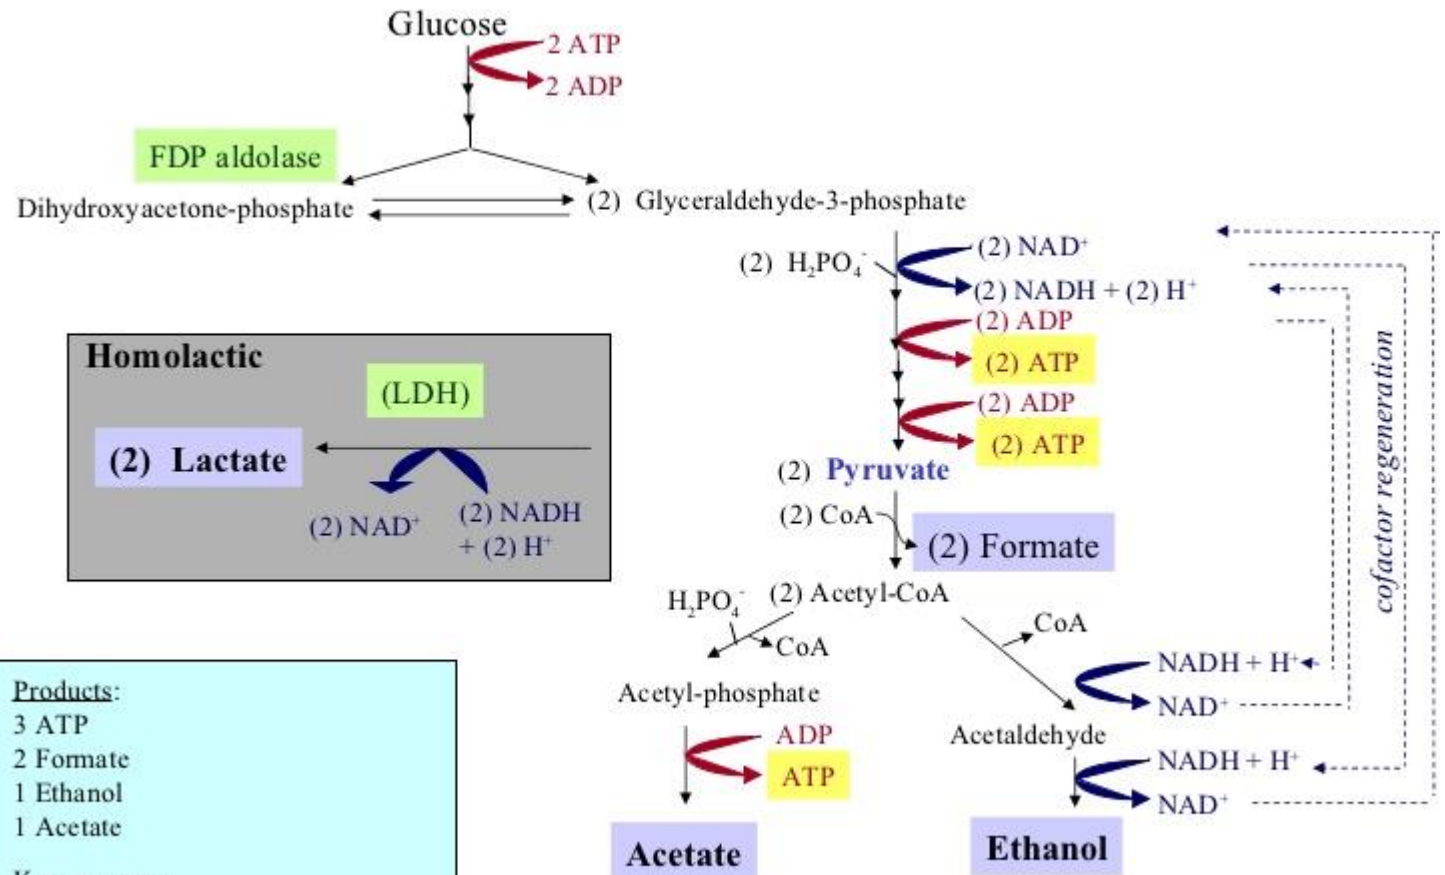 Glucose
2 ATP
2 ADP
FDP aldolase
Dihydroxyacetone-phosphate
(2) Glyceraldehyde-3-phosphate
(2) H₂PO₄⁻
(2) NAD⁺
(2) NADH + (2) H⁺
(2) ADP
(2) ATP
(2) ADP
(2) ATP
cofactor regeneration
Homolactic
(LDH)
(2) Lactate
(2) NAD⁺
(2) NADH
+ (2) H⁺
(2) Pyruvate
(2) CoA
(2) Formate
H₂PO₄⁻
(2) Acetyl-CoA
CoA
CoA
NADH + H⁺
NAD⁺
Acetyl-phosphate
Acetaldehyde
ADP
ATP
NADH + H⁺
NAD⁺
Acetate
Ethanol
Products:
3 ATP
2 Formate
1 Ethanol
1 Acetate